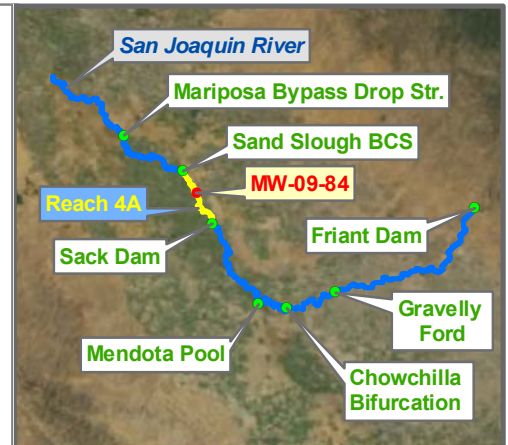 San Joaquin River
Mariposa Bypass Drop Str.
Sand Slough BCS
MW-09-84
Reach 4A
Friant Dam
Sack Dam
Gravelly
Ford
Mendota Pool
Chowchilla
Bifurcation